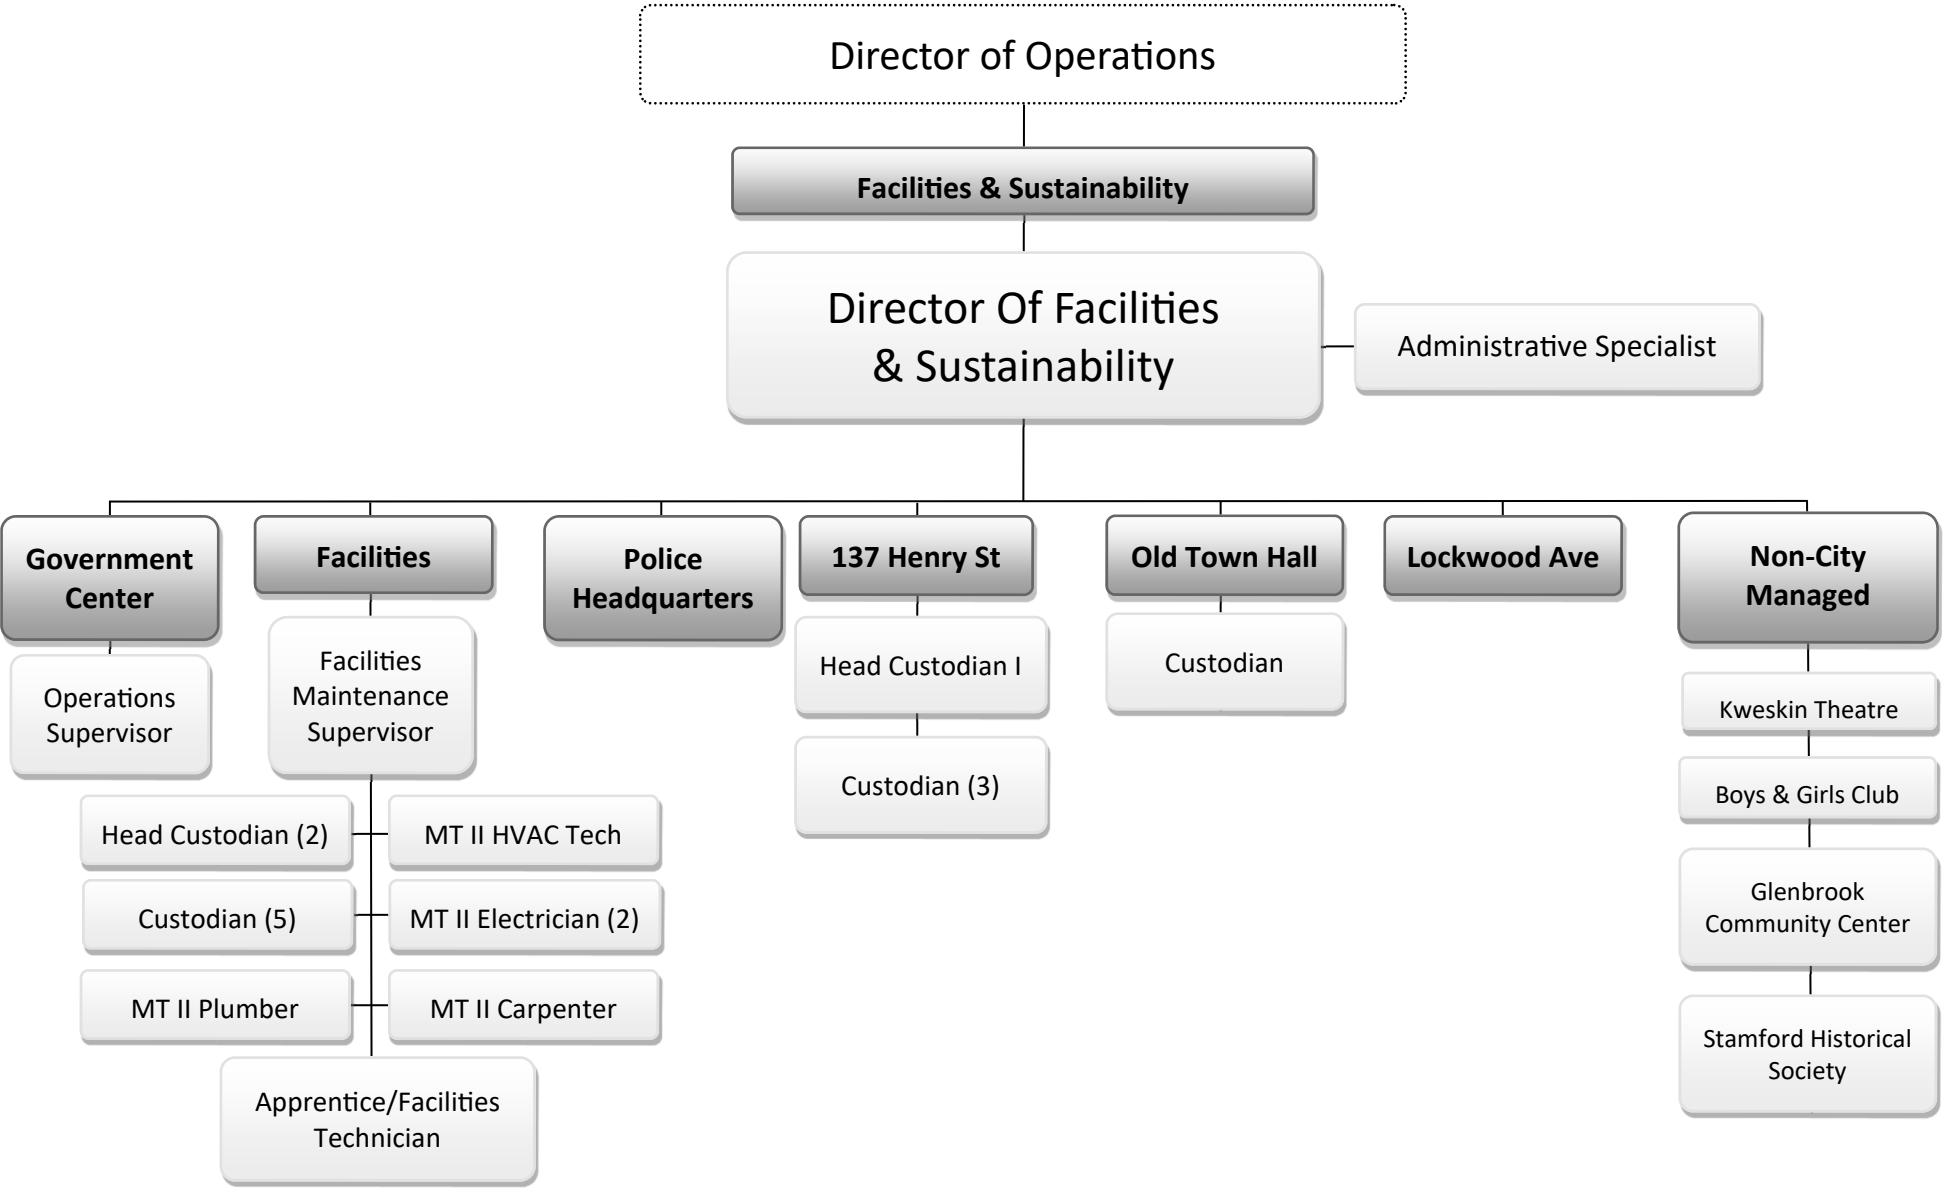 Director of Operations
Facilities & Sustainability
Director Of Facilities
& Sustainability
Administrative Specialist
Government
Center
Operations
Supervisor
Facilities
Facilities
Maintenance
Supervisor
Head Custodian (2)
MT II HVAC Tech
Custodian (5)
MT II Electrician (2)
MT II Plumber
MT II Carpenter
Apprentice/Facilities
Technician
Police
Headquarters
137 Henry St
Head Custodian I
Custodian (3)
Old Town Hall
Custodian
Lockwood Ave
Non-City
Managed
Kweskin Theatre
Boys & Girls Club
Glenbrook
Community Center
Stamford Historical
Society